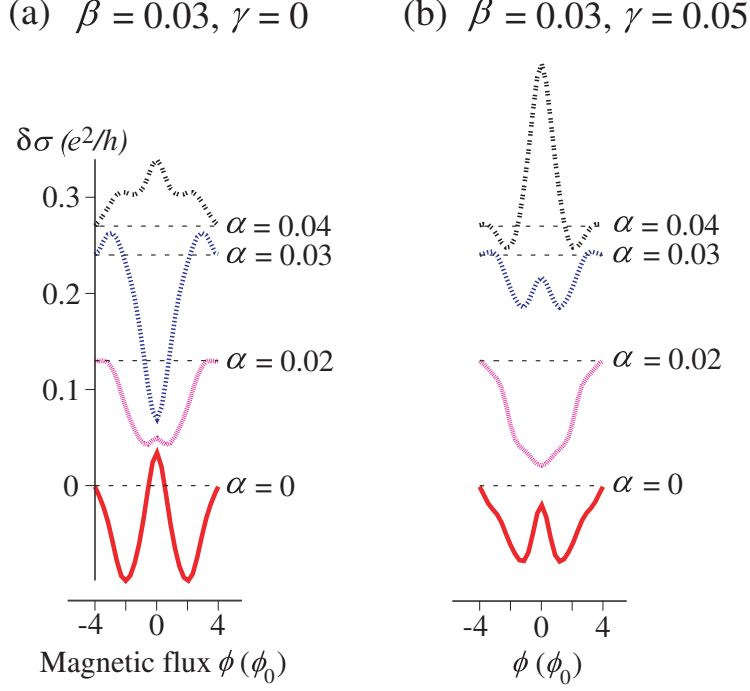 (a) β = 0.03, γ = 0
(b) β = 0.03, γ = 0.05
δσ (e²/h)
0.3
0.2
0.1
0
α = 0.04
α = 0.03
α = 0.02
α = 0
-4 0 4
Magnetic flux ϕ (ϕ₀)
α = 0.04
α = 0.03
α = 0.02
α = 0
-4 0 4
ϕ (ϕ₀)